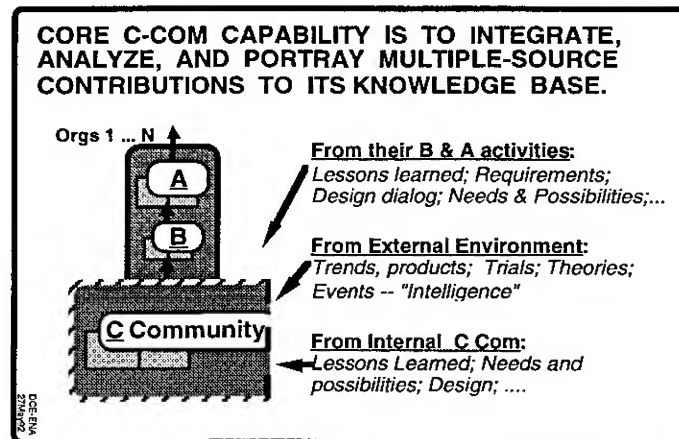 CORE C-COM CAPABILITY IS TO INTEGRATE,
ANALYZE, AND PORTRAY MULTIPLE-SOURCE
CONTRIBUTIONS TO ITS KNOWLEDGE BASE.
Orgs 1 ... N
A
B
C Community
From their B & A activities:
Lessons learned; Requirements;
Design dialog; Needs & Possibilities;...
From External Environment:
Trends, products; Trials; Theories;
Events -- "Intelligence"
From Internal C Com:
Lessons Learned; Needs and
possibilities; Design; ....
DCE-ENA
27May92